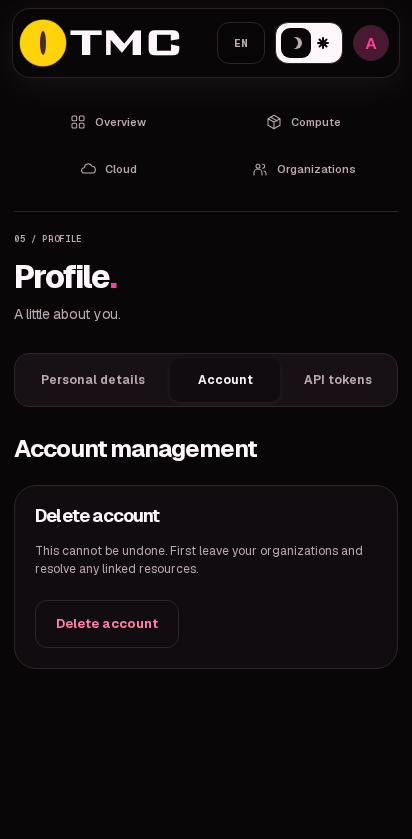 TMC
EN
A
Overview
Compute
Cloud
Organizations
05 / PROFILE
Profile.
A little about you.
Personal details
Account
API tokens
Account management
Delete account
This cannot be undone. First leave your organizations and
resolve any linked resources.
Delete account